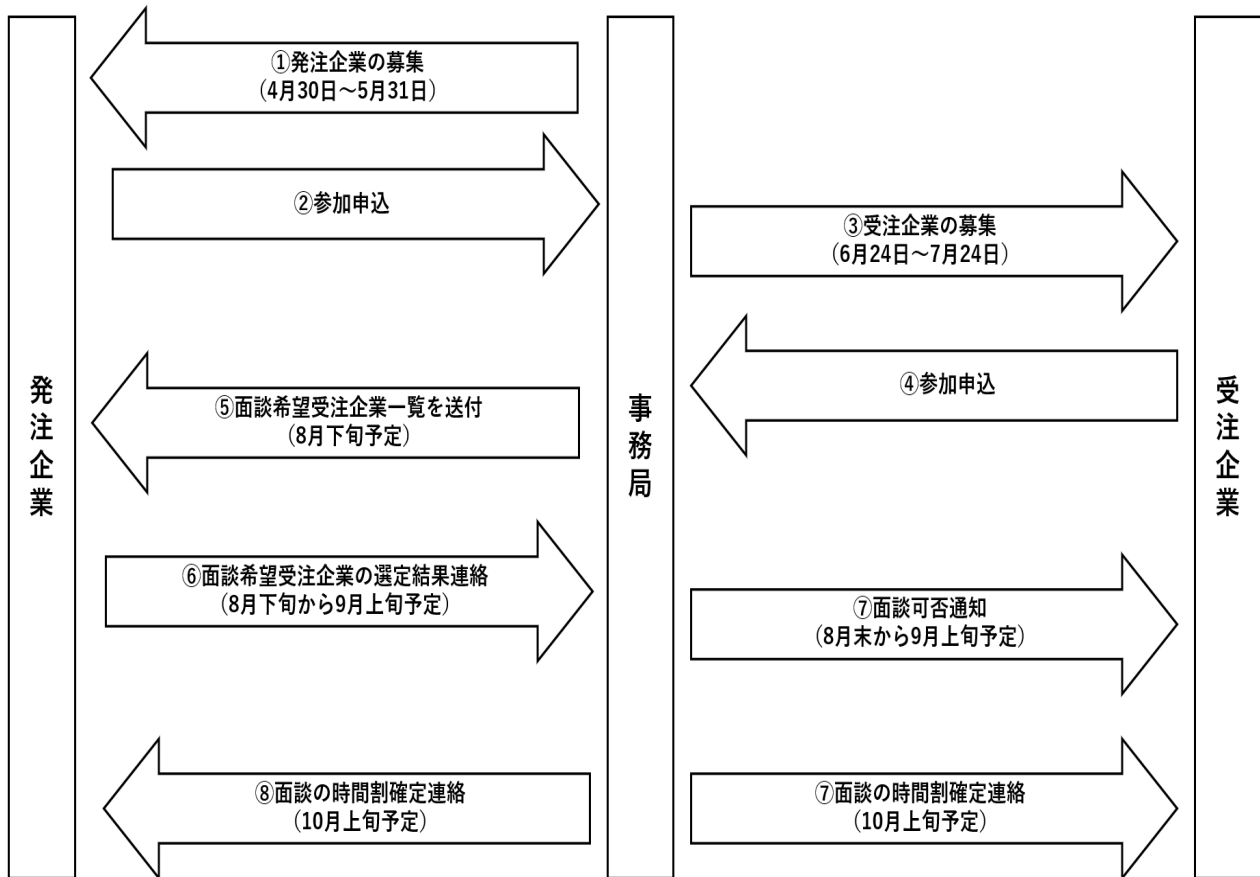 ①発注企業の募集
（4月30日～5月31日）
②参加申込
③受注企業の募集
（6月24日～7月24日）
④参加申込
⑤面談希望受注企業一覧を送付
（8月下旬予定）
⑥面談希望受注企業の選定結果連絡
（8月下旬から9月上旬予定）
⑦面談可否通知
（8月末から9月上旬予定）
⑧面談の時間割確定連絡
（10月上旬予定）
⑦面談の時間割確定連絡
（10月上旬予定）
発注企業
事務局
受注企業